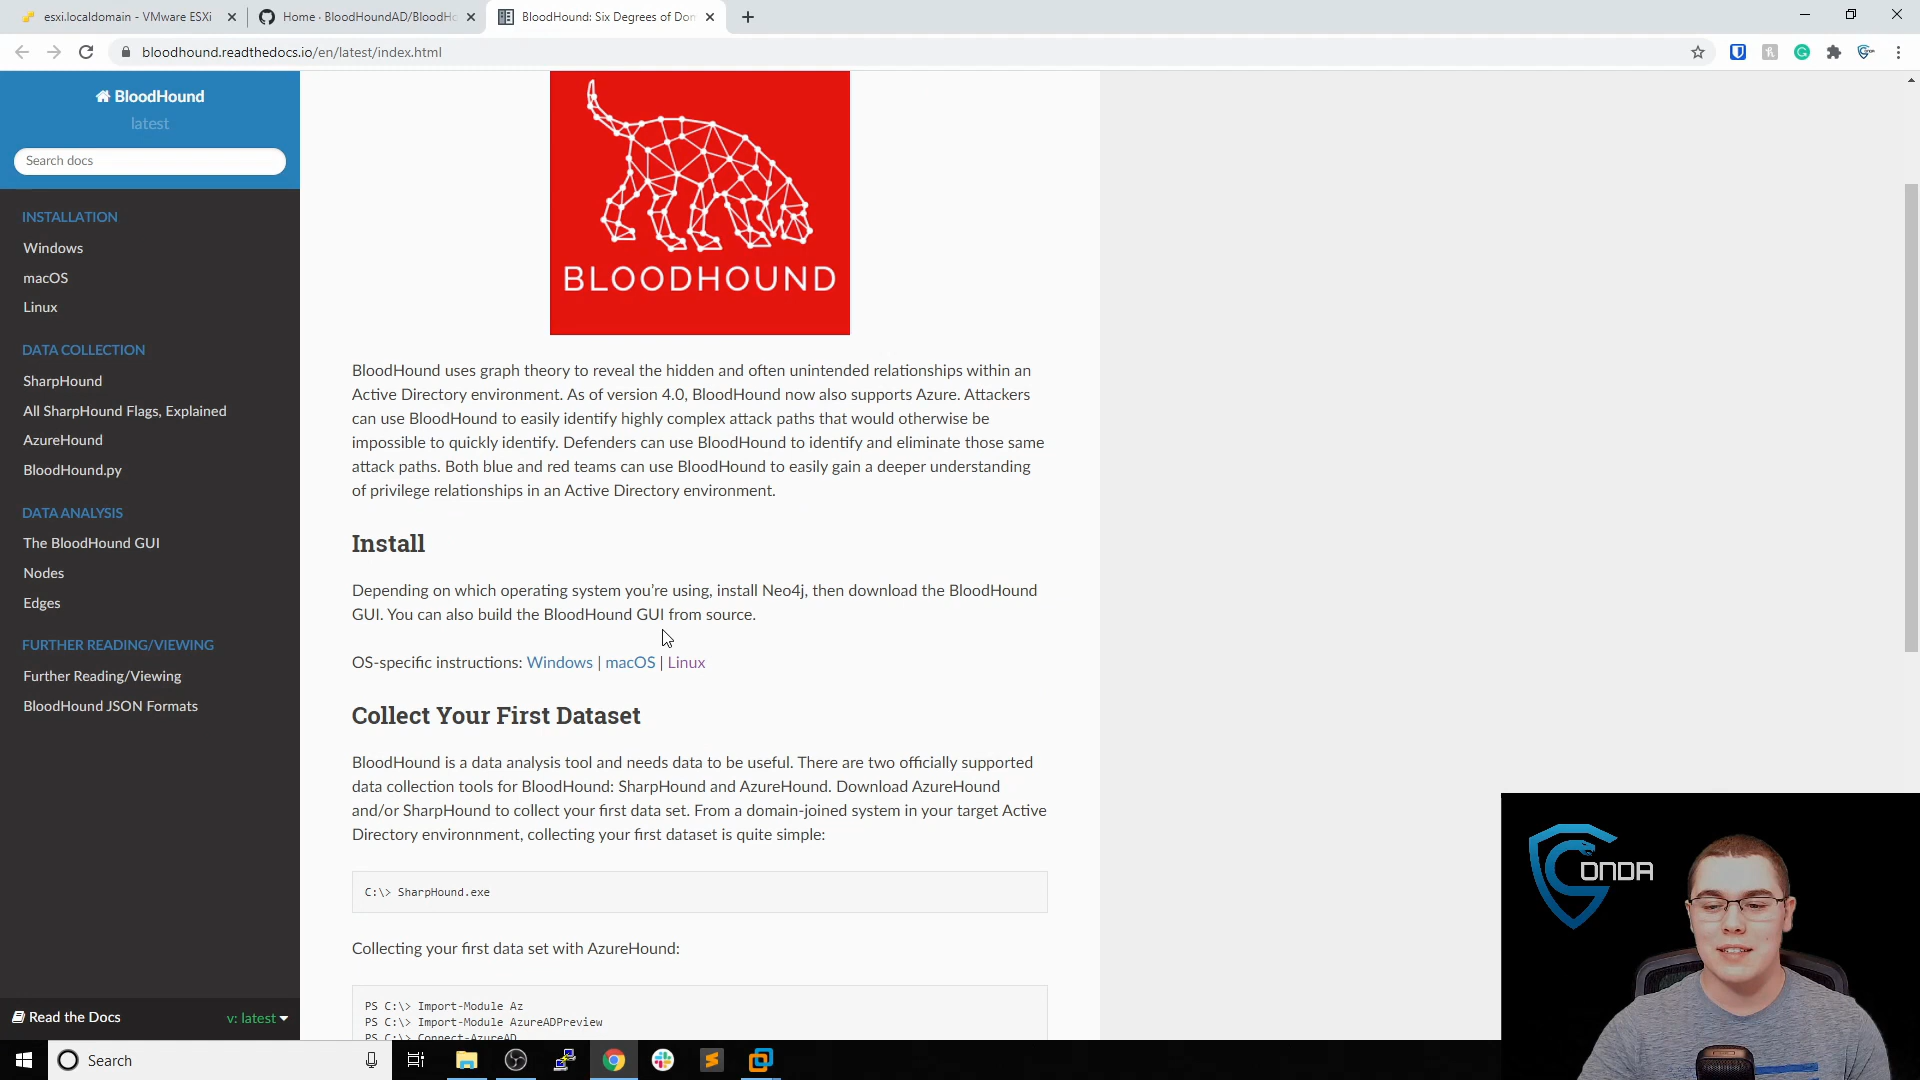 esxi.localdomain - VMware ESXi
Home · BloodHoundAD/BloodHo
BloodHound: Six Degrees of Dom
bloodhound.readthedocs.io/en/latest/index.html
BloodHound
latest
Search docs
INSTALLATION
Windows
macOS
Linux
DATA COLLECTION
SharpHound
All SharpHound Flags, Explained
AzureHound
BloodHound.py
DATA ANALYSIS
The BloodHound GUI
Nodes
Edges
FURTHER READING/VIEWING
Further Reading/Viewing
BloodHound JSON Formats
Read the Docs
v: latest
BLOODHOUND
BloodHound uses graph theory to reveal the hidden and often unintended relationships within an
Active Directory environment. As of version 4.0, BloodHound now also supports Azure. Attackers
can use BloodHound to easily identify highly complex attack paths that would otherwise be
impossible to quickly identify. Defenders can use BloodHound to identify and eliminate those same
attack paths. Both blue and red teams can use BloodHound to easily gain a deeper understanding
of privilege relationships in an Active Directory environment.
Install
Depending on which operating system you're using, install Neo4j, then download the BloodHound
GUI. You can also build the BloodHound GUI from source.
OS-specific instructions: Windows | macOS | Linux
Collect Your First Dataset
BloodHound is a data analysis tool and needs data to be useful. There are two officially supported
data collection tools for BloodHound: SharpHound and AzureHound. Download AzureHound
and/or SharpHound to collect your first data set. From a domain-joined system in your target Active
Directory environnment, collecting your first dataset is quite simple:
C:\> SharpHound.exe
Collecting your first data set with AzureHound:
PS C:\> Import-Module Az
PS C:\> Import-Module AzureADPreview
PS C:\> Connect-AzureAD
GONDA
Search